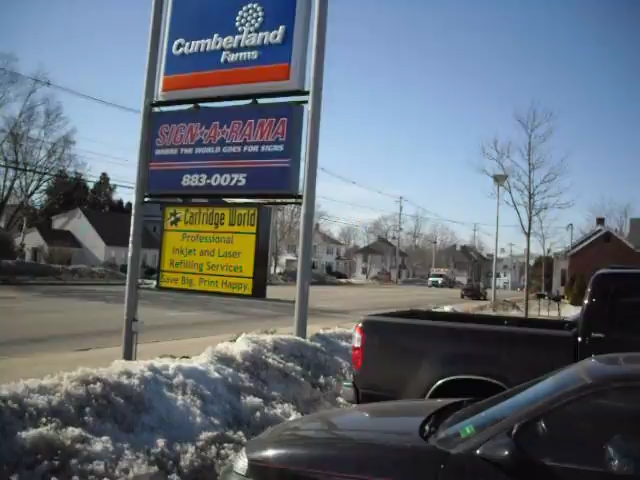 Cumberland
Farms
SIGN★A★RAMA
WHERE THE WORLD GOES FOR SIGNS
883-0075
Cartridge World
Professional
Inkjet and Laser
Refilling Services
Save Big. Print Happy.